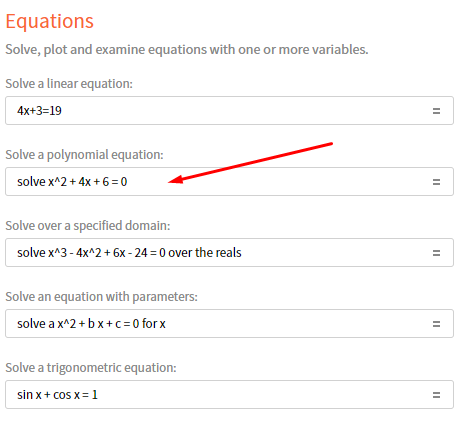 Equations
Solve, plot and examine equations with one or more variables.
Solve a linear equation:
4x+3=19 =
Solve a polynomial equation:
solve x^2 + 4x + 6 = 0 =
Solve over a specified domain:
solve x^3 - 4x^2 + 6x - 24 = 0 over the reals =
Solve an equation with parameters:
solve a x^2 + b x + c = 0 for x =
Solve a trigonometric equation:
sin x + cos x = 1 =